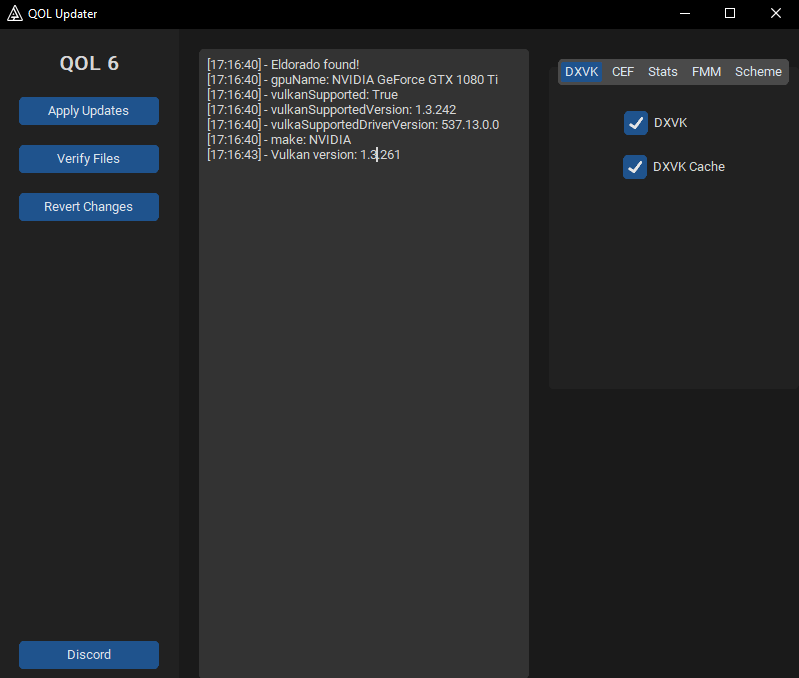 QOL Updater
QOL 6
Apply Updates
Verify Files
Revert Changes
Discord
[17:16:40] - Eldorado found!
[17:16:40] - gpuName: NVIDIA GeForce GTX 1080 Ti
[17:16:40] - vulkanSupported: True
[17:16:40] - vulkanSupportedVersion: 1.3.242
[17:16:40] - vulkaSupportedDriverVersion: 537.13.0.0
[17:16:40] - make: NVIDIA
[17:16:43] - Vulkan version: 1.3.261
DXVK CEF Stats FMM Scheme
DXVK
DXVK Cache